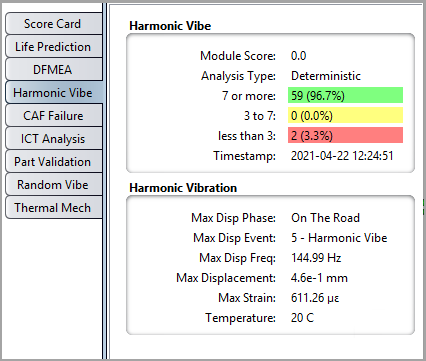 Score Card
Life Prediction
DFMEA
Harmonic Vibe
CAF Failure
ICT Analysis
Part Validation
Random Vibe
Thermal Mech
Harmonic Vibe
Module Score: 0.0
Analysis Type: Deterministic
7 or more: 59 (96.7%)
3 to 7: 0 (0.0%)
less than 3: 2 (3.3%)
Timestamp: 2021-04-22 12:24:51
Harmonic Vibration
Max Disp Phase: On The Road
Max Disp Event: 5 - Harmonic Vibe
Max Disp Freq: 144.99 Hz
Max Displacement: 4.6e-1 mm
Max Strain: 611.26 µε
Temperature: 20 C